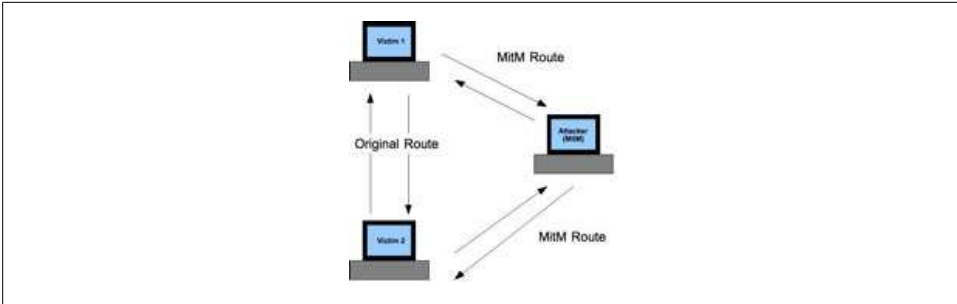 Victim 1
MitM Route
Attacker
(MitM)
Original Route
Victim 2
MitM Route